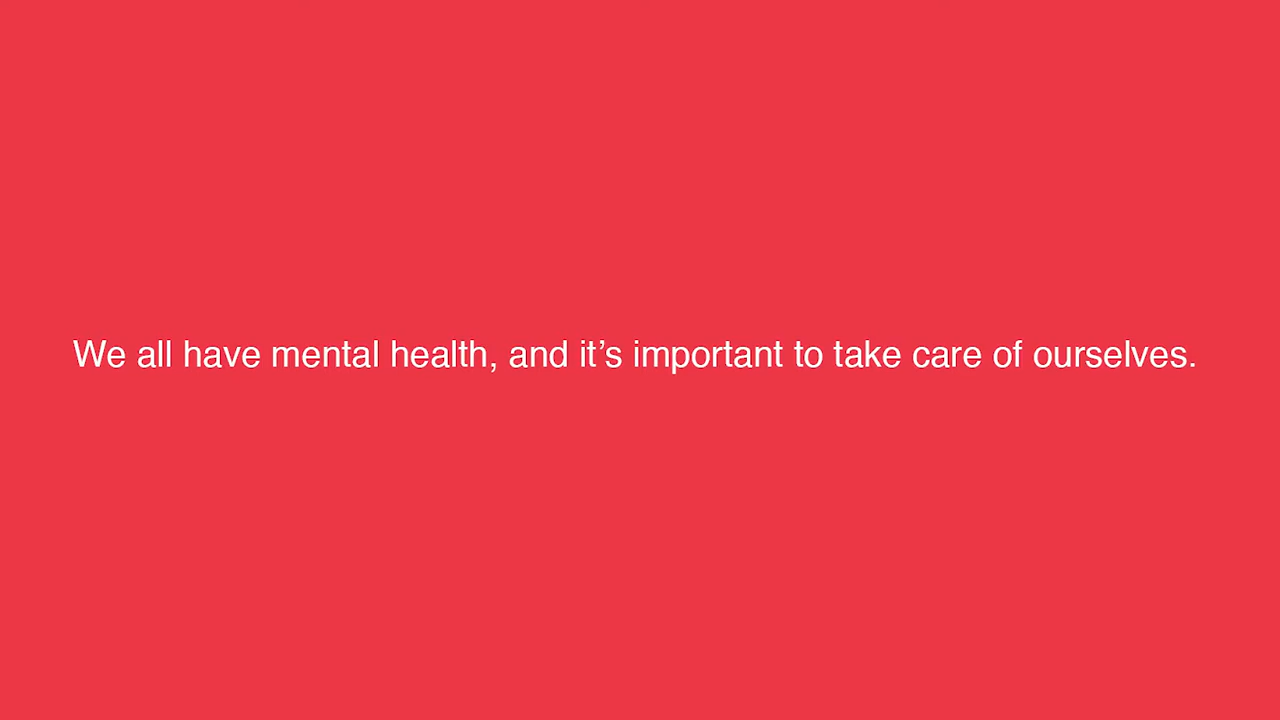 We all have mental health, and it’s important to take care of ourselves.